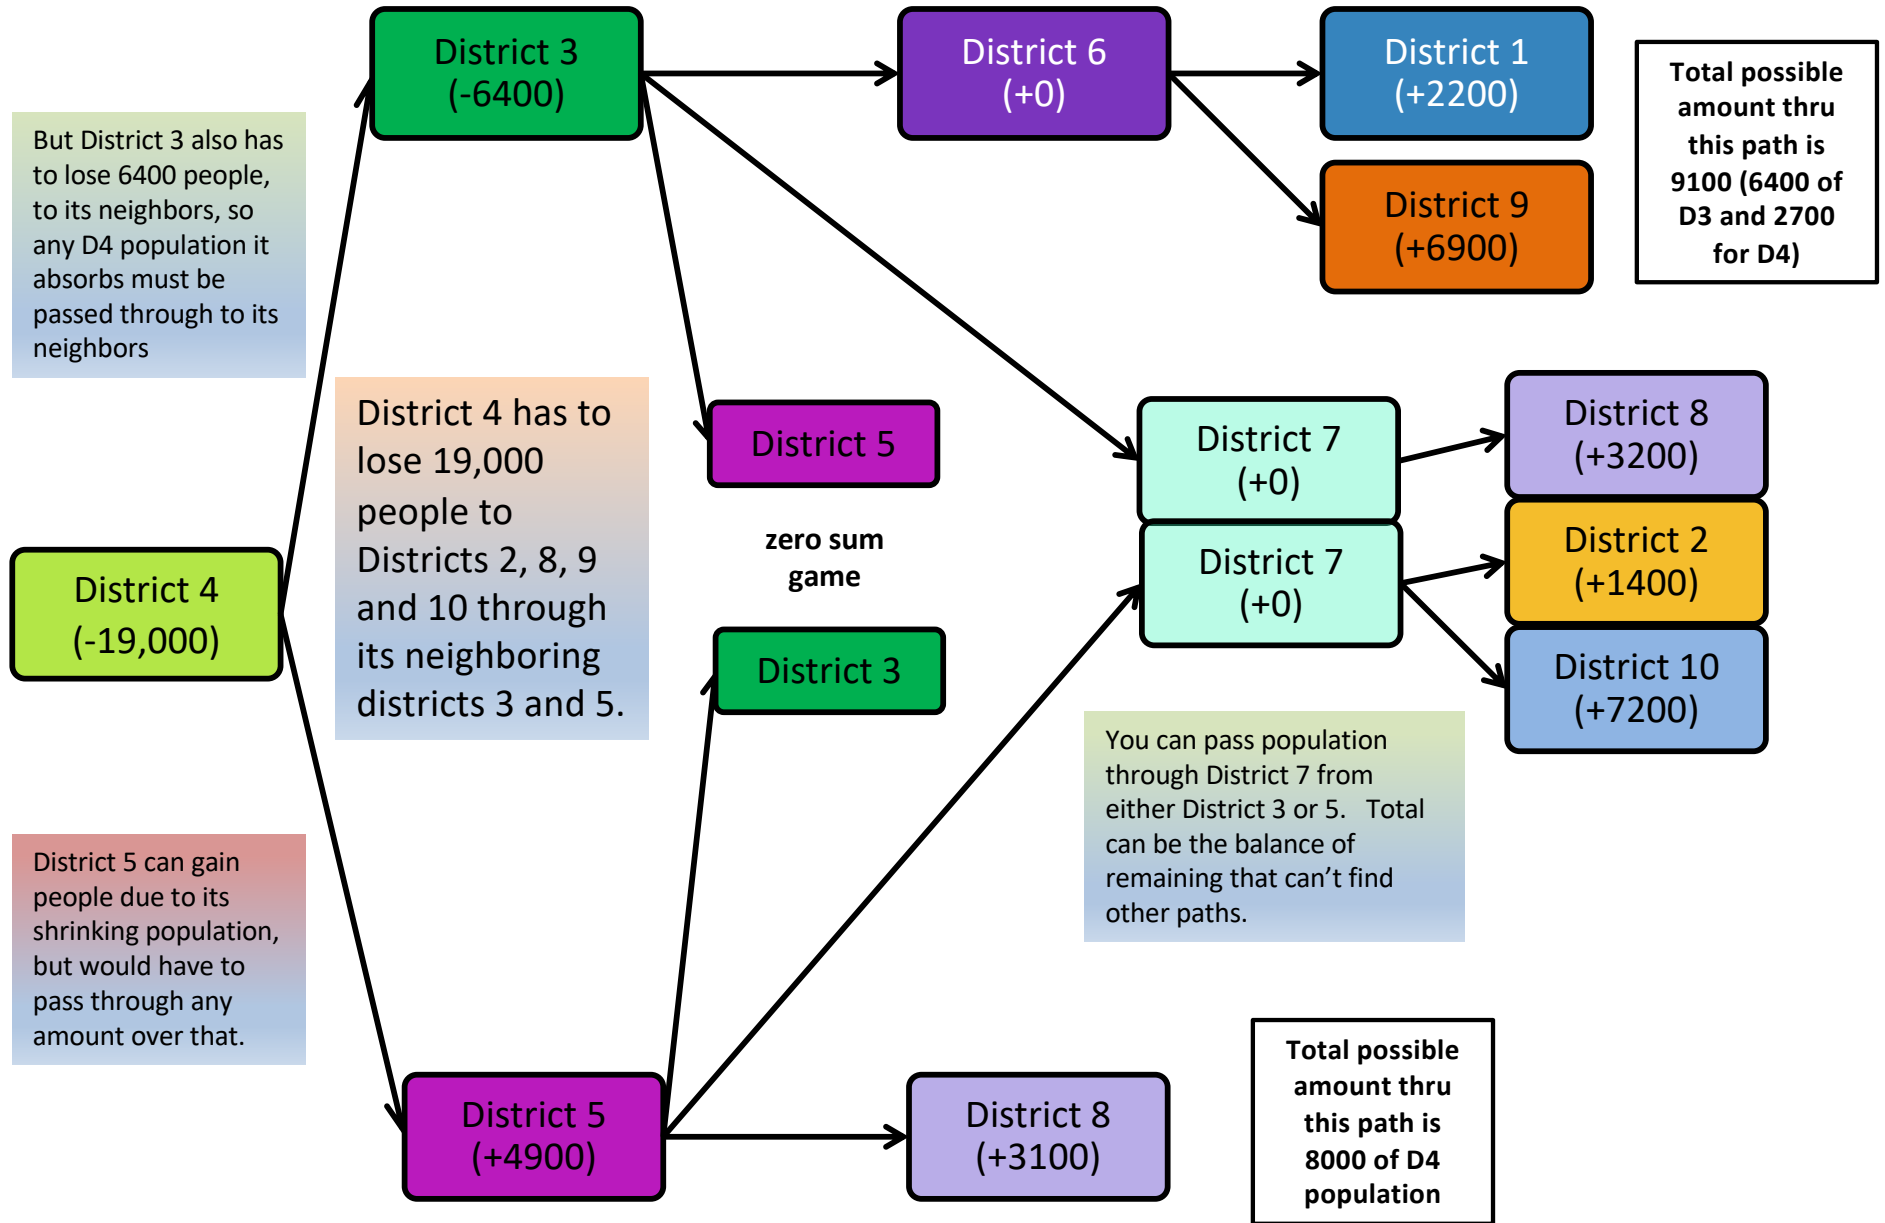 District 3
(-6400)
District 6
(+0)
District 1
(+2200)
District 9
(+6900)
Total possible
amount thru
this path is
9100 (6400 of
D3 and 2700
for D4)
But District 3 also has
to lose 6400 people,
to its neighbors, so
any D4 population it
absorbs must be
passed through to its
neighbors
District 4 has to
lose 19,000
people to
Districts 2, 8, 9
and 10 through
its neighboring
districts 3 and 5.
District 5
zero sum
game
District 3
District 7
(+0)
District 7
(+0)
District 8
(+3200)
District 2
(+1400)
District 10
(+7200)
District 4
(-19,000)
You can pass population
through District 7 from
either District 3 or 5.   Total
can be the balance of
remaining that can’t find
other paths.
District 5 can gain
people due to its
shrinking population,
but would have to
pass through any
amount over that.
District 5
(+4900)
District 8
(+3100)
Total possible
amount thru
this path is
8000 of D4
population